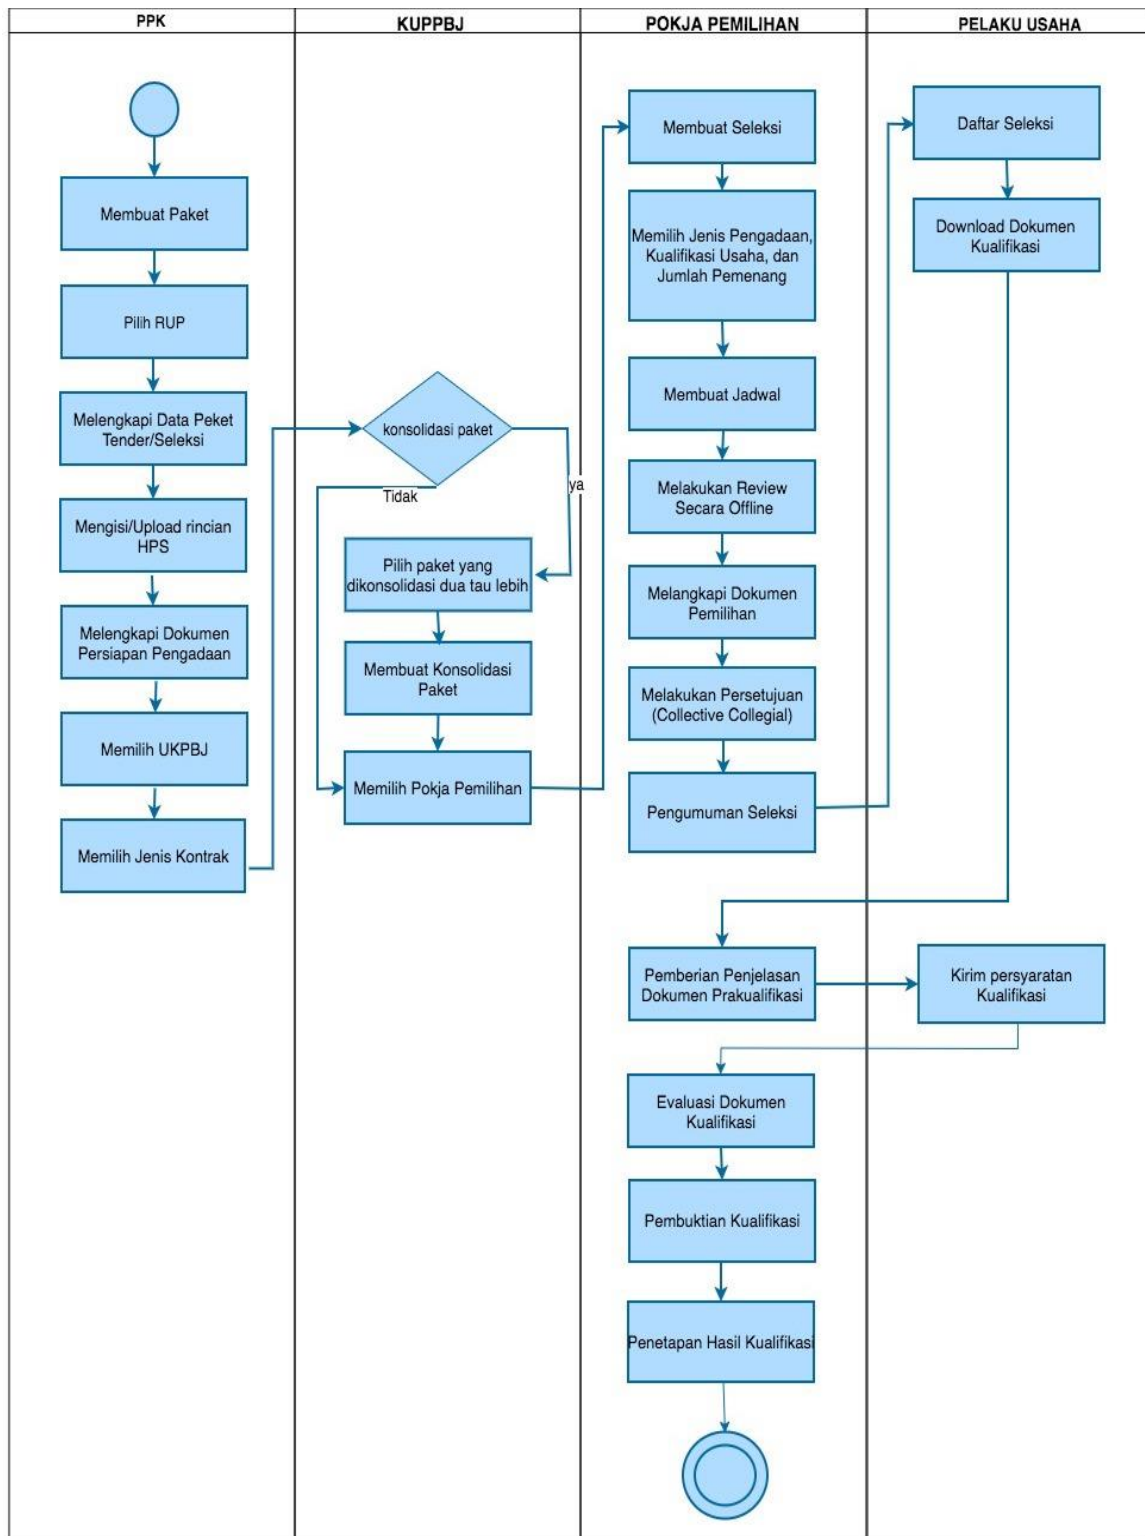 PPK
KUPPBJ
POKJA PEMILIHAN
PELAKU USAHA
Membuat Paket
Pilih RUP
Melengkapi Data Peket
Tender/Seleksi
Mengisi/Upload rincian
HPS
Melengkapi Dokumen
Persiapan Pengadaan
Memilih UKPBJ
Memilih Jenis Kontrak
konsolidasi paket
Tidak
ya
Pilih paket yang
dikonsolidasi dua tau lebih
Membuat Konsolidasi
Paket
Memilih Pokja Pemilihan
Membuat Seleksi
Memilih Jenis Pengadaan,
Kualifikasi Usaha, dan
Jumlah Pemenang
Membuat Jadwal
Melakukan Review
Secara Offline
Melangkapi Dokumen
Pemilihan
Melakukan Persetujuan
(Collective Collegial)
Pengumuman Seleksi
Daftar Seleksi
Download Dokumen
Kualifikasi
Pemberian Penjelasan
Dokumen Prakualifikasi
Kirim persyaratan
Kualifikasi
Evaluasi Dokumen
Kualifikasi
Pembuktian Kualifikasi
Penetapan Hasil Kualifikasi